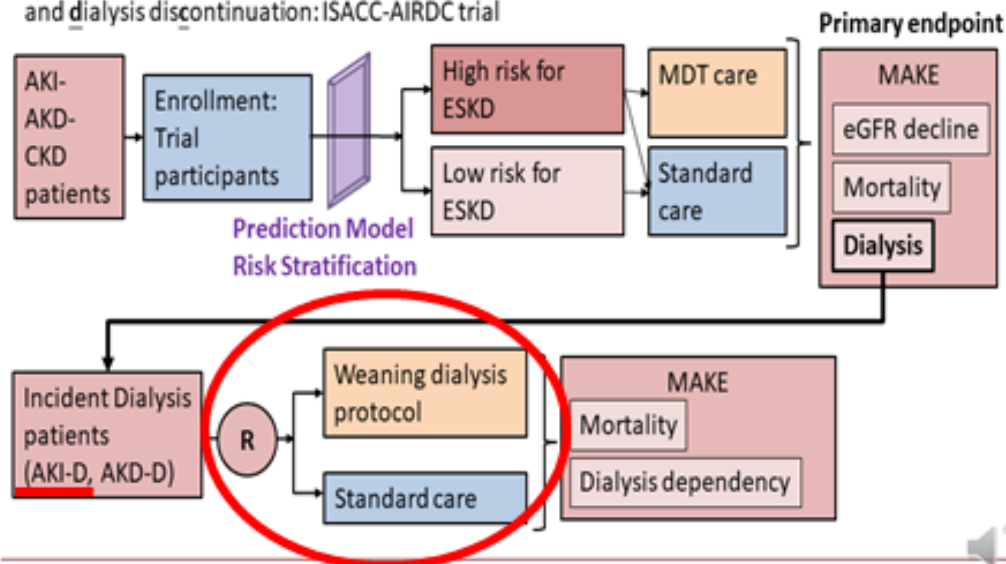 and dialysis discontinuation: ISACC-AIRDC trial
Primary endpoint
AKI-
AKD-
CKD
patients
Enrollment:
Trial
participants
Prediction Model
Risk Stratification
High risk for
ESKD
Low risk for
ESKD
MDT care
Standard
care
MAKE
eGFR decline
Mortality
Dialysis
Incident Dialysis
patients
(AKI-D, AKD-D)
R
Weaning dialysis
protocol
Standard care
MAKE
Mortality
Dialysis dependency